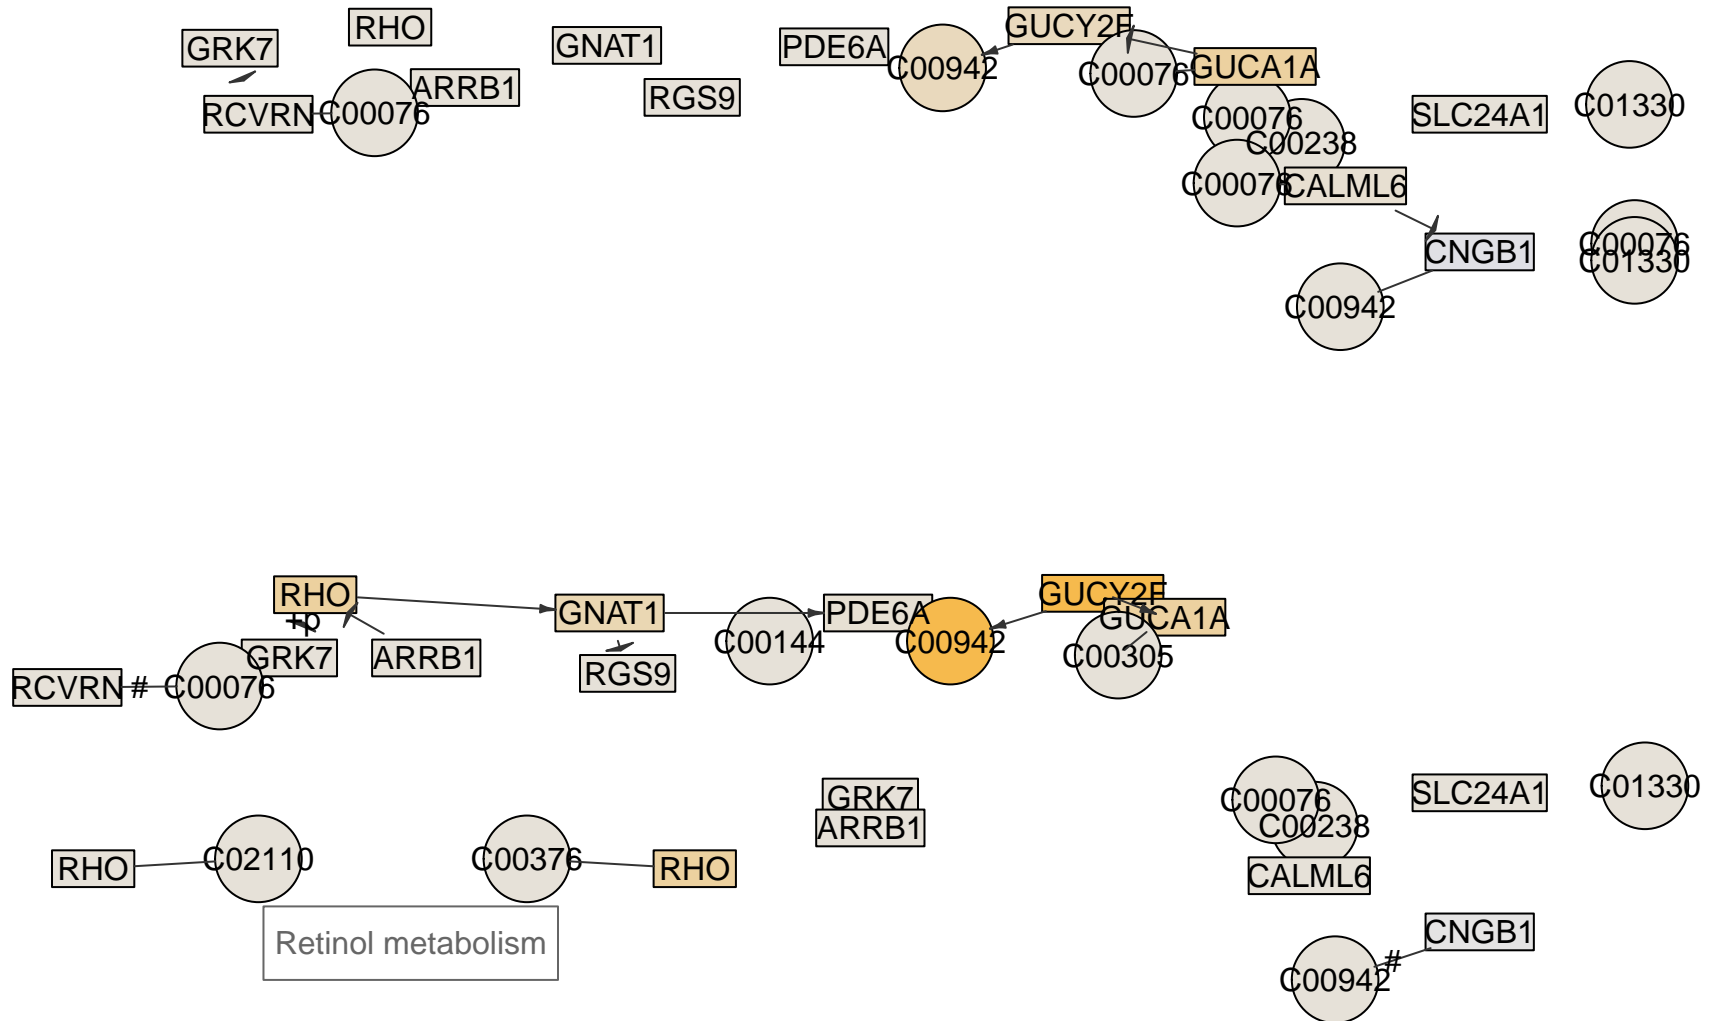 RHO
GRK7
GNAT1
PDE6A
GUCY2F
C00942
C00076
GUCA1A
ARRB1
RGS9
RCVRN
C00076
C00076
C00238
SLC24A1
C01330
C00076
CALML6
CNGB1
C00076
C01330
C00942
RHO
+p
GNAT1
PDE6A
GUCY2F
GUCA1A
C00144
C00942
C00305
GRK7
ARRB1
RGS9
RCVRN
#
C00076
GRK7
ARRB1
C00076
C00238
SLC24A1
C01330
RHO
C02110
C00376
RHO
CALML6
Retinol metabolism
CNGB1
#
C00942